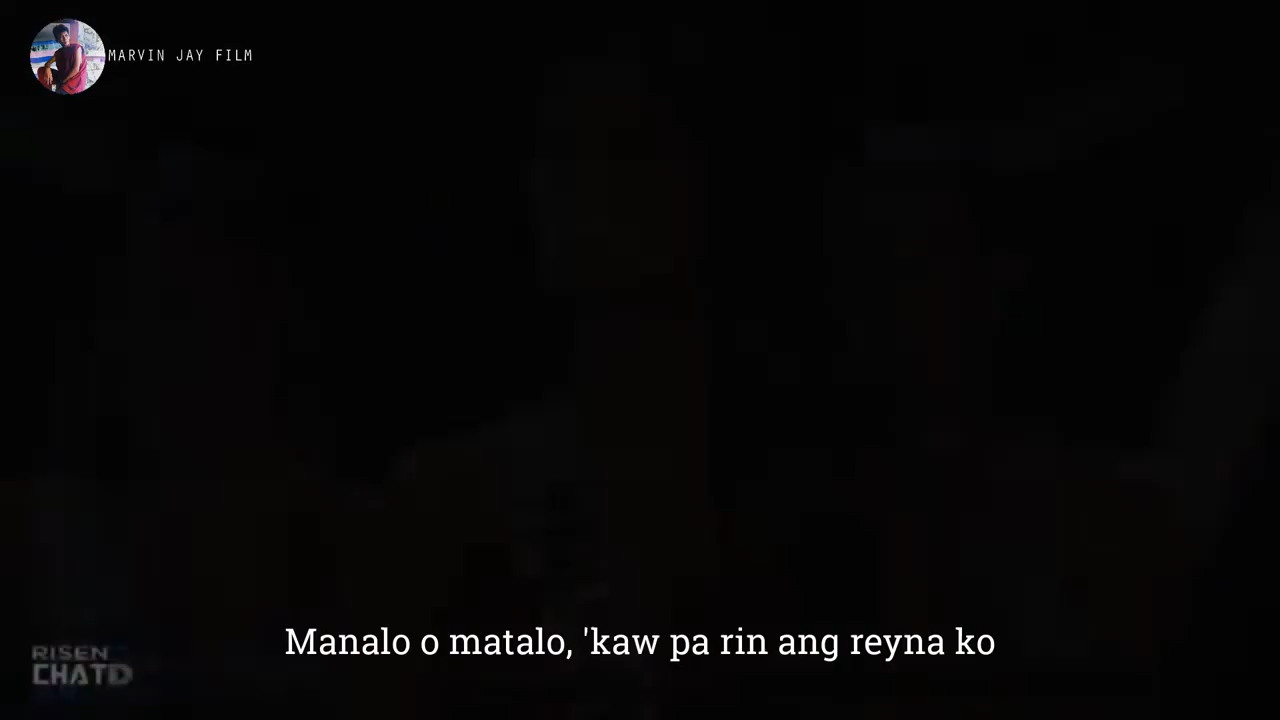 MARVIN JAY FILM
Manalo o matalo, 'kaw pa rin ang reyna ko
RISEN
CHATD